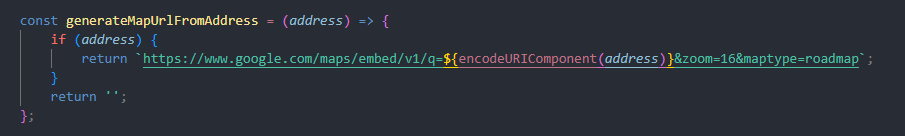 const generateMapUrlFromAddress = (address) => {
    if (address) {
        return `https://www.google.com/maps/embed/v1/q=${encodeURIComponent(address)}&zoom=16&maptype=roadmap`;
    }
    return '';
};